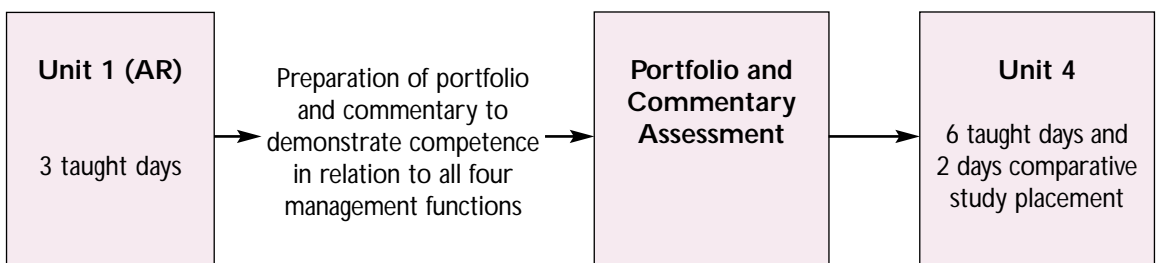 Unit 1 (AR)
3 taught days
Preparation of portfolio
and commentary to
demonstrate competence
in relation to all four
management functions
Portfolio and
Commentary
Assessment
Unit 4
6 taught days and
2 days comparative
study placement